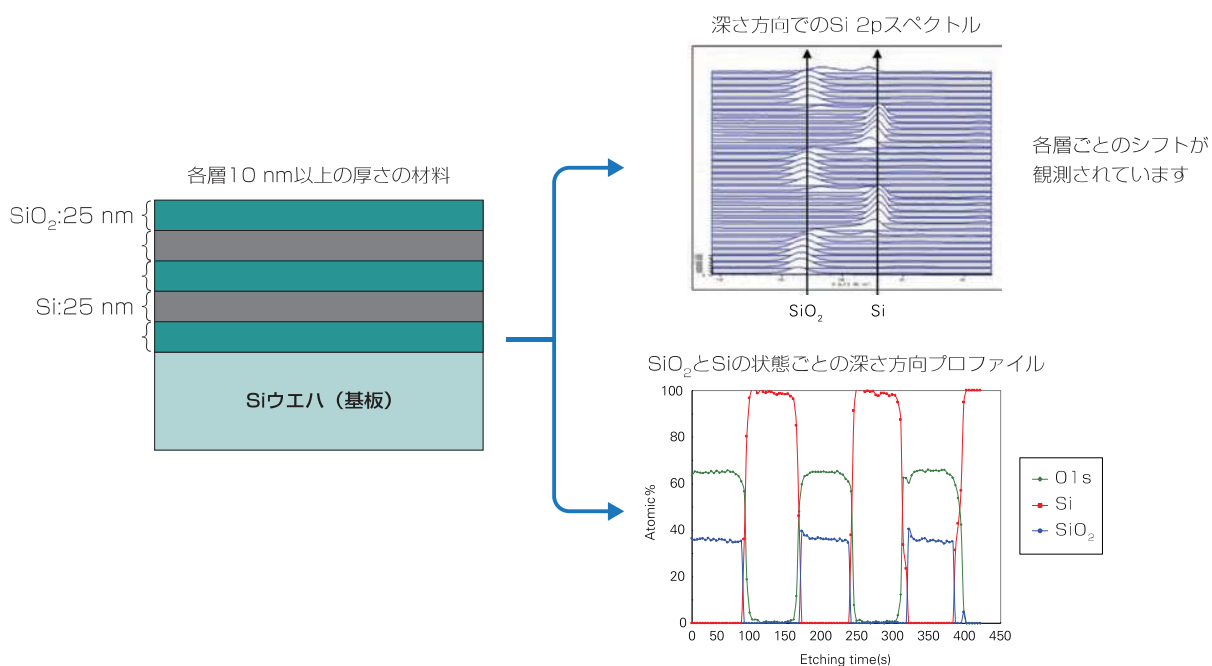 深さ方向でのSi 2pスペクトル
各層ごとのシフトが
観測されています
SiO₂
Si
各層10 nm以上の厚さの材料
SiO₂:25 nm
Si:25 nm
Siウエハ（基板）
SiO₂とSiの状態ごとの深さ方向プロファイル
100
80
60
40
20
0
Atomic%
0 50 100 150 200 250 300 350 400 450
Etching time(s)
O1s
Si
SiO₂